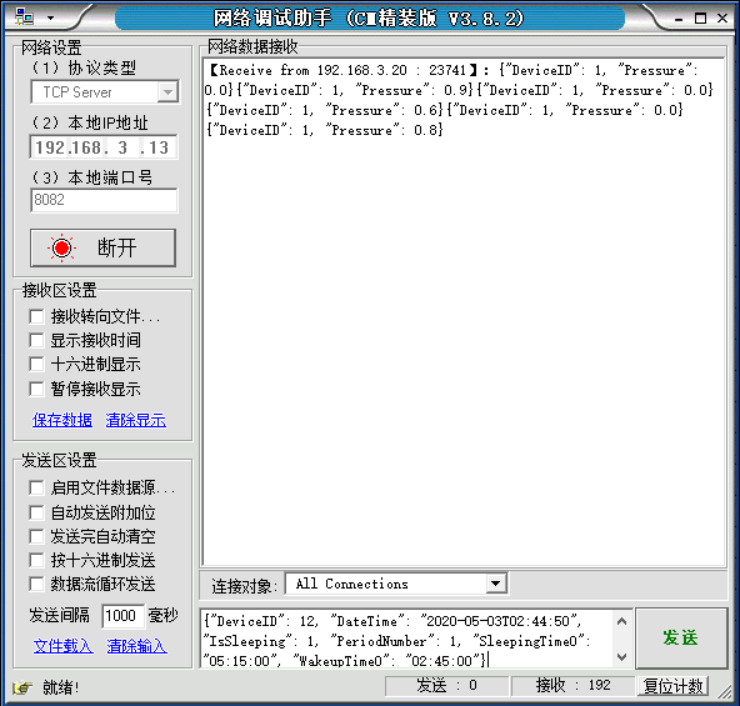 网络调试助手 (CM精装版 V3.8.2)
网络设置
(1) 协议类型
TCP Server
(2) 本地IP地址
192.168. 3 .13
(3) 本地端口号
8082
断开
接收区设置
接收转向文件...
显示接收时间
十六进制显示
暂停接收显示
保存数据 清除显示
发送区设置
启用文件数据源...
自动发送附加位
发送完自动清空
按十六进制发送
数据流循环发送
发送间隔 1000 毫秒
文件载入 清除输入
网络数据接收
【Receive from 192.168.3.20 : 23741】: {"DeviceID": 1, "Pressure":
0.0}{"DeviceID": 1, "Pressure": 0.9}{"DeviceID": 1, "Pressure": 0.0}
{"DeviceID": 1, "Pressure": 0.6}{"DeviceID": 1, "Pressure": 0.0}
{"DeviceID": 1, "Pressure": 0.8}
连接对象: All Connections
{"DeviceID": 12, "DateTime": "2020-05-03T02:44:50",
"IsSleeping": 1, "PeriodNumber": 1, "SleepingTime0":
"05:15:00", "WakeupTime0": "02:45:00"}
发送
就绪!
发送 : 0
接收 : 192
复位计数